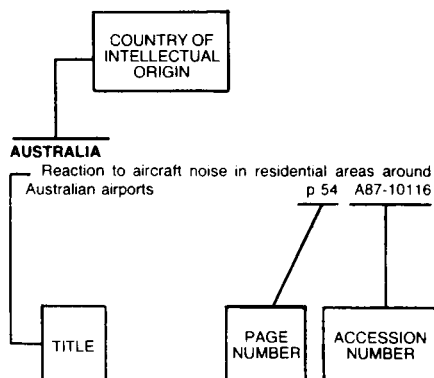 COUNTRY OF
INTELLECTUAL
ORIGIN
AUSTRALIA
Reaction to aircraft noise in residential areas around
Australian airports p 54 A87-10116
TITLE
PAGE
NUMBER
ACCESSION
NUMBER